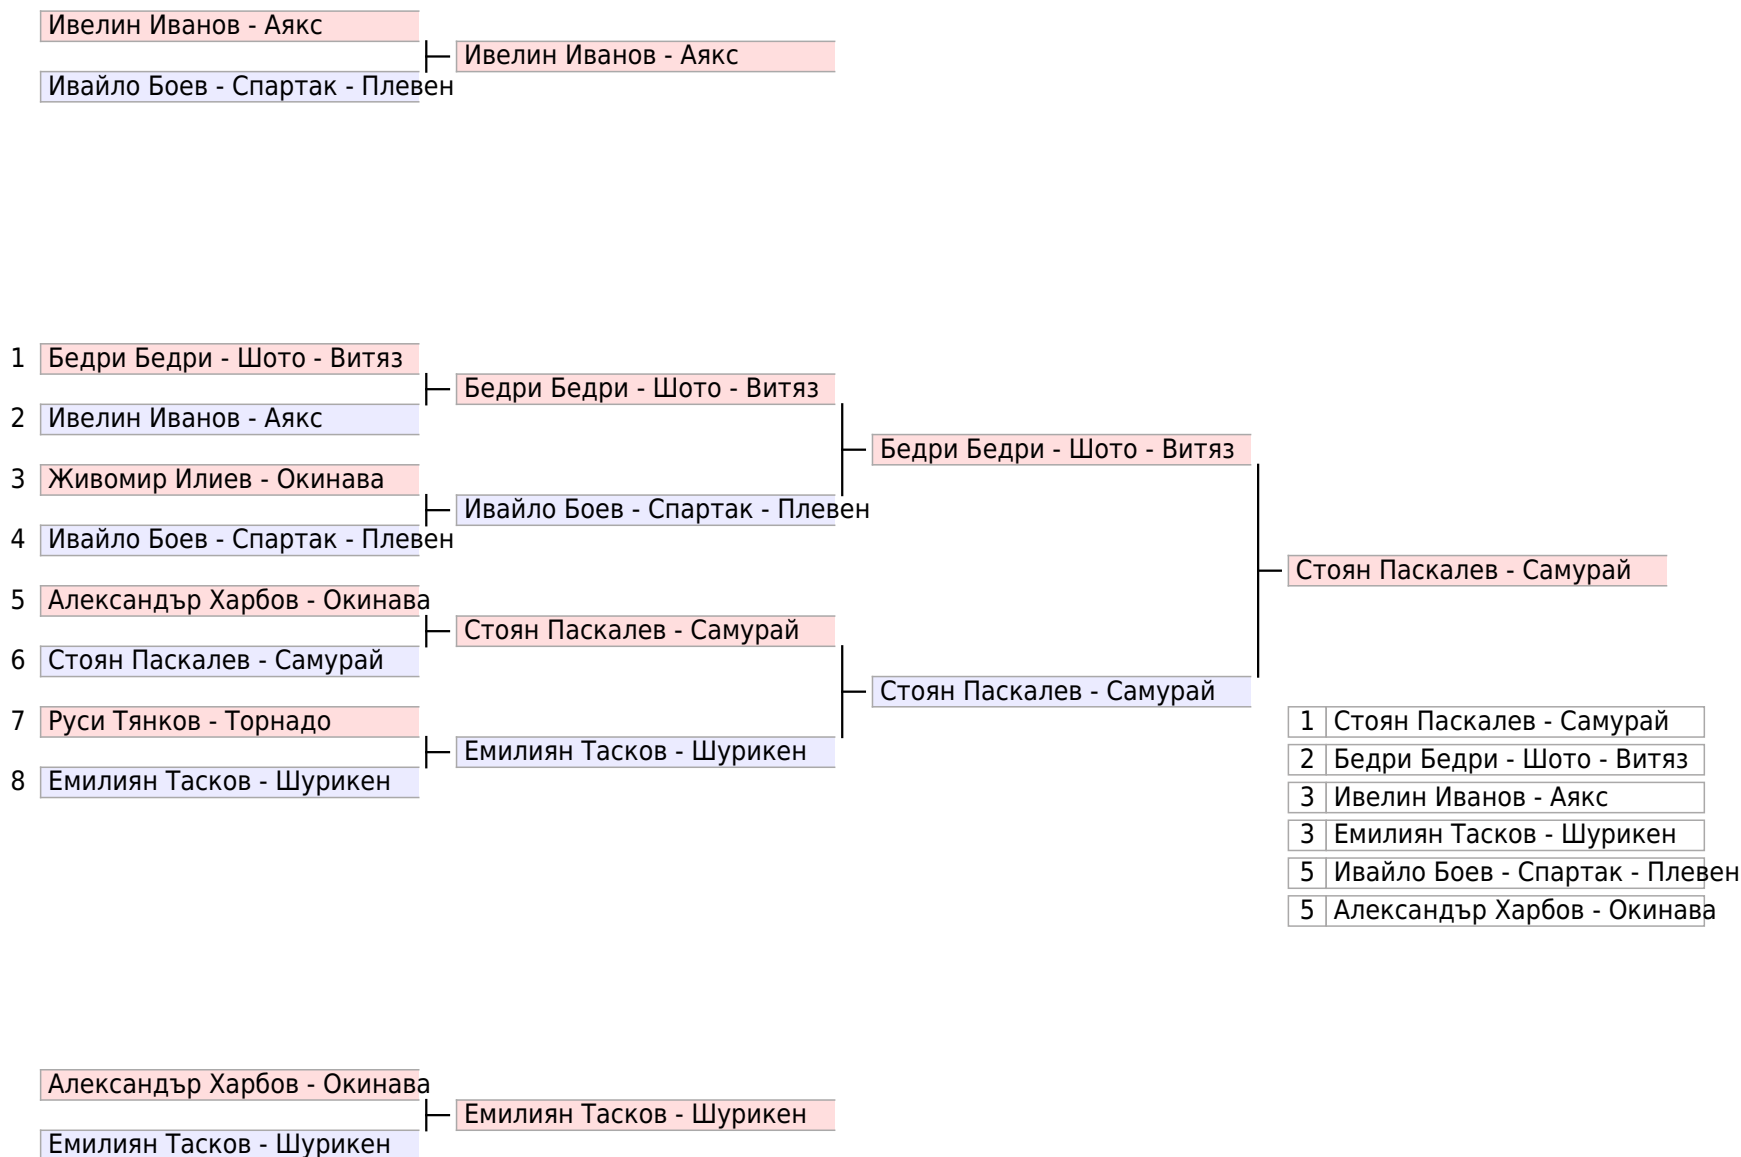 Ивелин Иванов - Аякс
Ивелин Иванов - Аякс
Ивайло Боев - Спартак - Плевен
1 Бедри Бедри - Шото - Витяз
Бедри Бедри - Шото - Витяз
2 Ивелин Иванов - Аякс
Бедри Бедри - Шото - Витяз
3 Живомир Илиев - Окинава
Ивайло Боев - Спартак - Плевен
4 Ивайло Боев - Спартак - Плевен
Стоян Паскалев - Самурай
5 Александър Харбов - Окинава
Стоян Паскалев - Самурай
6 Стоян Паскалев - Самурай
Стоян Паскалев - Самурай
7 Руси Тянков - Торнадо
Емилиян Тасков - Шурикен
8 Емилиян Тасков - Шурикен
1 Стоян Паскалев - Самурай
2 Бедри Бедри - Шото - Витяз
3 Ивелин Иванов - Аякс
3 Емилиян Тасков - Шурикен
5 Ивайло Боев - Спартак - Плевен
5 Александър Харбов - Окинава
Александър Харбов - Окинава
Емилиян Тасков - Шурикен
Емилиян Тасков - Шурикен